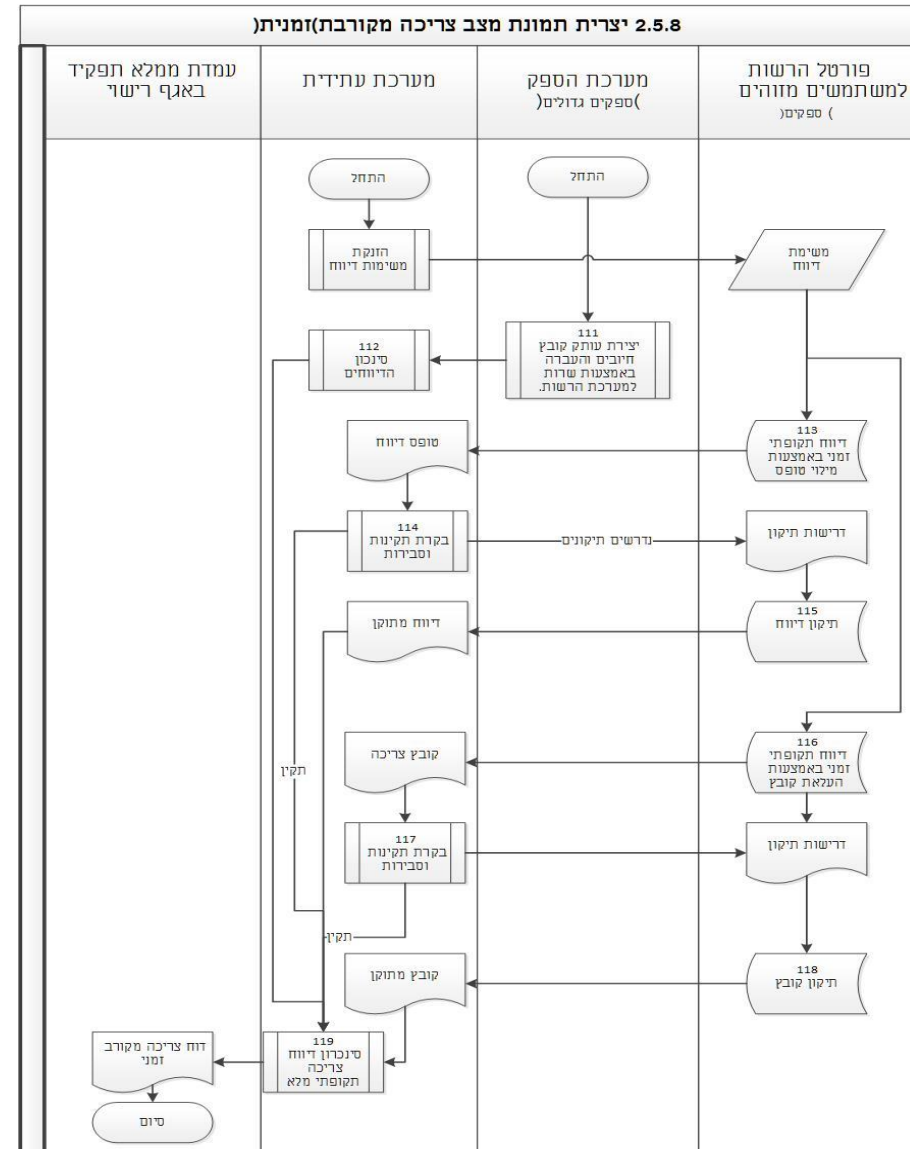 2.5.8 יצרית תמונת מצב צריכה מקורבת)זמנית(
פורטל הרשות
למשתמשים מזוהים
) ספקים(
מערכת הספק
)ספקים גדולים(
מערכת עתידית
עמדת ממלא תפקיד
באגף רישוי
התחל
התחל
משימת
דיווח
הזנקת
משימות דיווח
111
יצירת עותק קובץ
חיובים והעברה
באמצעות שרות
למערכת הרשות.
112
סינכון
הדיווחים
113
דיווח תקופתי
זמני באמצעות
מילוי טופס
טופס דיווח
114
בקרת תקינות
וסבירות
נדרשים תיקונים
דרישות תיקון
115
תיקון דיווח
דיווח מתוקן
116
דיווח תקופתי
זמני באמצעות
העלאת קובץ
קובץ צריכה
תקין
117
בקרת תקינות
וסבירות
דרישות תיקון
תקין
118
תיקון קובץ
קובץ מתוקן
119
סינכרון דיווח
צריכה
תקופתי מלא
דוח צריכה מקורב
זמני
סיום